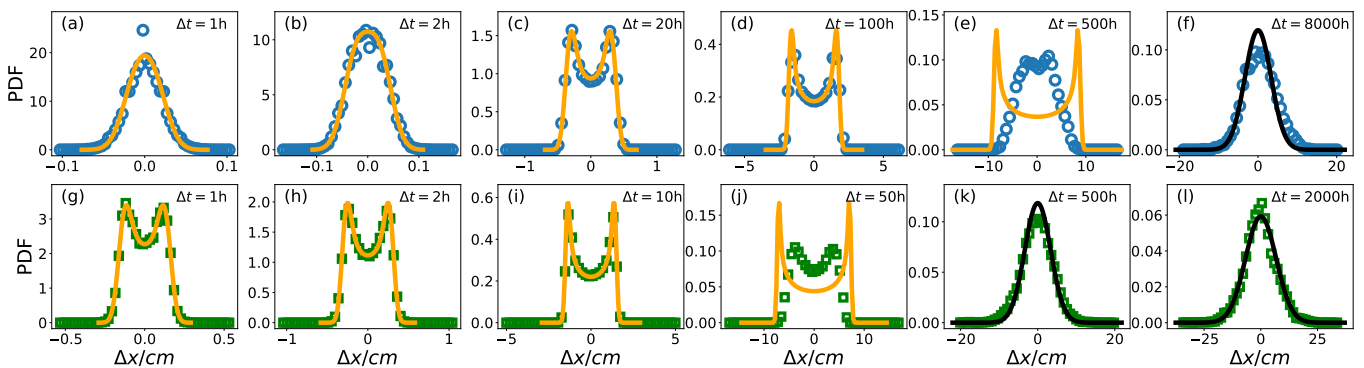 (a) Δt = 1h
(b) Δt = 2h
(c) Δt = 20h
(d) Δt = 100h
(e) Δt = 500h
(f) Δt = 8000h
PDF
20
10
0
−0.1 0.0 0.1
10
5
0
−0.1 0.0 0.1
1.5
1.0
0.5
0.0
−1 0 1
0.4
0.2
0.0
−5 0 5
0.15
0.10
0.05
0.00
−10 0 10
0.10
0.05
0.00
−20 0 20
(g) Δt = 1h
(h) Δt = 2h
(i) Δt = 10h
(j) Δt = 50h
(k) Δt = 500h
(l) Δt = 2000h
PDF
3
2
1
0
−0.5 0.0 0.5
Δx/cm
2.0
1.5
1.0
0.5
0.0
−1 0 1
Δx/cm
0.6
0.4
0.2
0.0
−5 0 5
Δx/cm
0.15
0.10
0.05
0.00
−10 0 10
Δx/cm
0.10
0.05
0.00
−20 0 20
Δx/cm
0.06
0.04
0.02
0.00
−25 0 25
Δx/cm